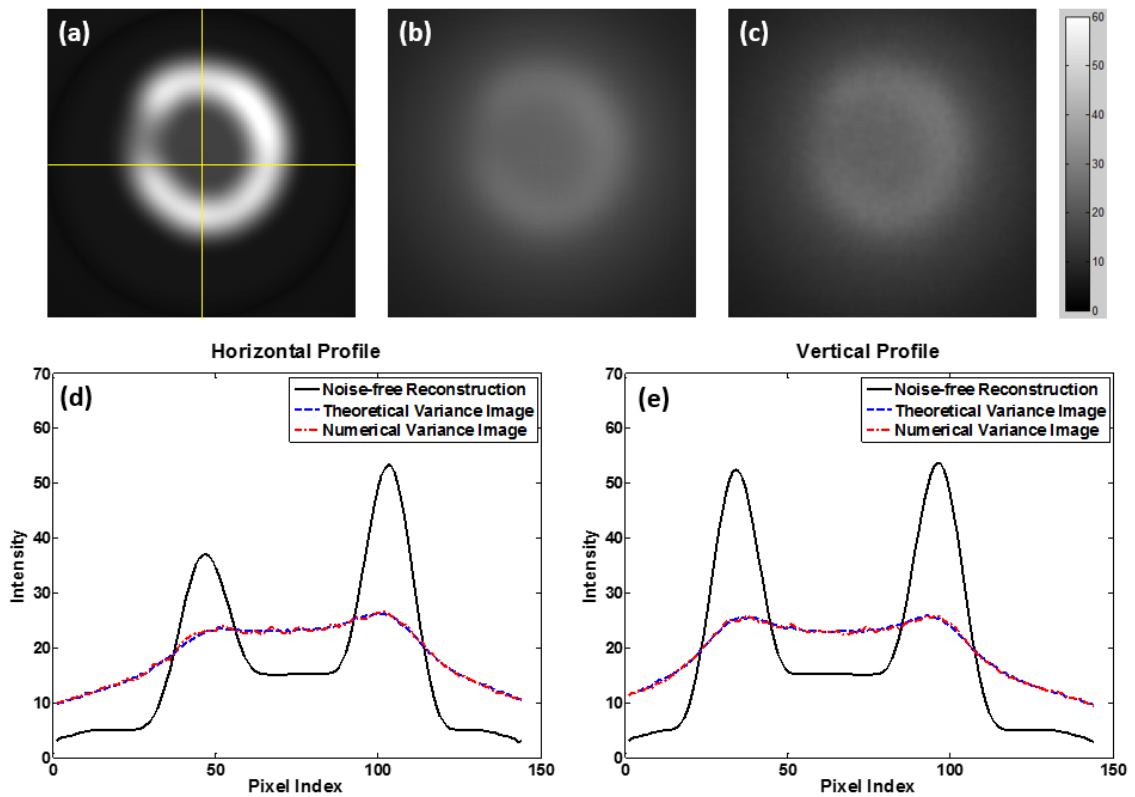 (a)
(b)
(c)
60
50
40
30
20
10
0
Horizontal Profile
(d)
Noise-free Reconstruction
Theoretical Variance Image
Numerical Variance Image
Intensity
70
60
50
40
30
20
10
0
0 50 100 150
Pixel Index
Vertical Profile
(e)
Noise-free Reconstruction
Theoretical Variance Image
Numerical Variance Image
Intensity
70
60
50
40
30
20
10
0
0 50 100 150
Pixel Index